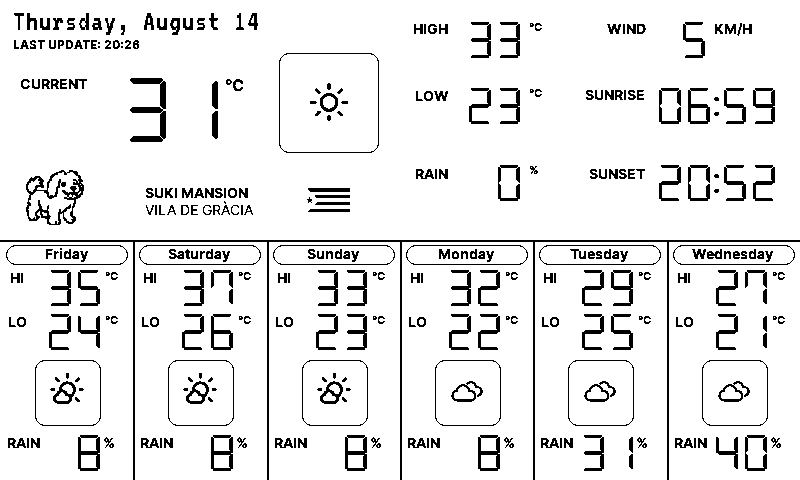 Thursday, August 14
LAST UPDATE: 20:26
CURRENT 31 °C
HIGH 33 °C
WIND 5 KM/H
LOW 23 °C
SUNRISE 06:59
RAIN 0 %
SUNSET 20:52
SUKI MANSION
VILA DE GRÀCIA
Friday
HI 35 °C
LO 24 °C
RAIN 8 %
Saturday
HI 37 °C
LO 26 °C
RAIN 8 %
Sunday
HI 33 °C
LO 23 °C
RAIN 8 %
Monday
HI 32 °C
LO 22 °C
RAIN 8 %
Tuesday
HI 29 °C
LO 25 °C
RAIN 31 %
Wednesday
HI 27 °C
LO 21 °C
RAIN 40 %